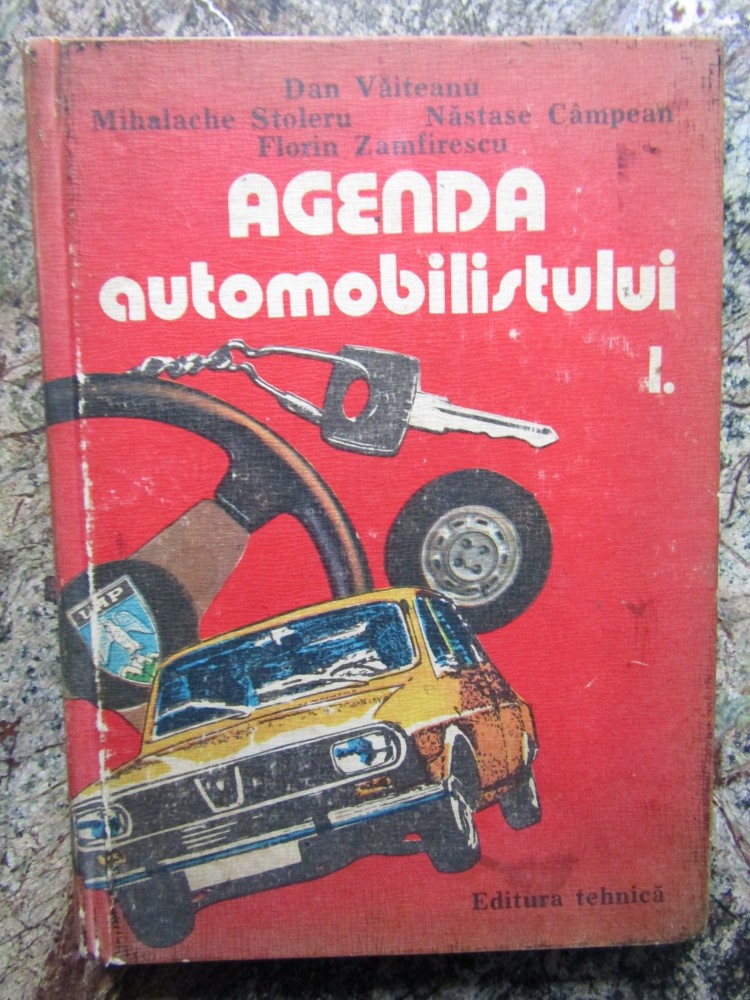 Dan Văiteanu
Mihalache Stoleru Năstase Câmpean
Florin Zamfirescu
AGENDA
automobilistului
I.
Editura tehnică